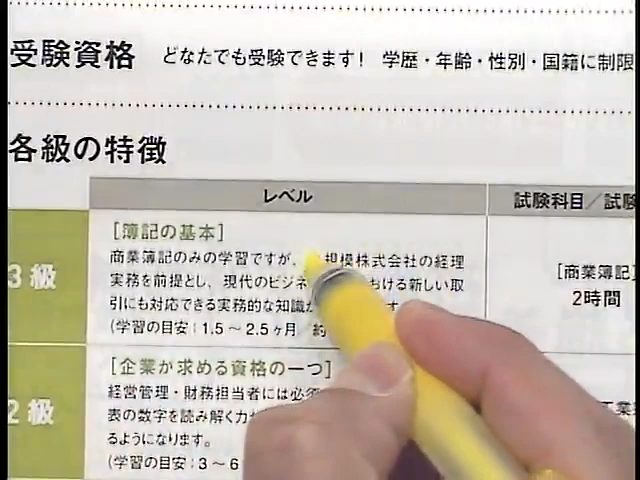 受験資格 どなたでも受験できます! 学歴・年齢・性別・国籍に制限
各級の特徴
レベル 試験科目/試験
3級
[簿記の基本]
商業簿記のみの学習ですが、 規模株式会社の経理
実務を前提とし、現代のビジネ ける新しい取
引にも対応できる実務的な知識 す
(学習の目安:1.5~2.5ヶ月 約
[商業簿記]
2時間
2級
[企業が求める資格の一つ]
経営管理・財務担当者には必須
表の数字を読み解く力
るようになります。
(学習の目安:3~6
工業